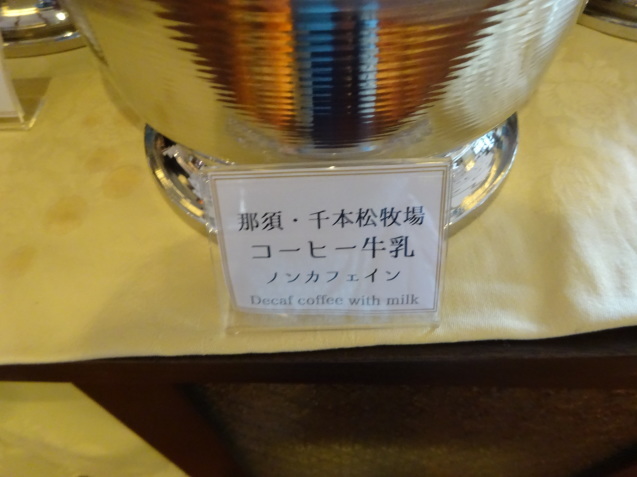 那須・千本松牧場
コーヒー牛乳
ノンカフェイン
Decaf coffee with milk